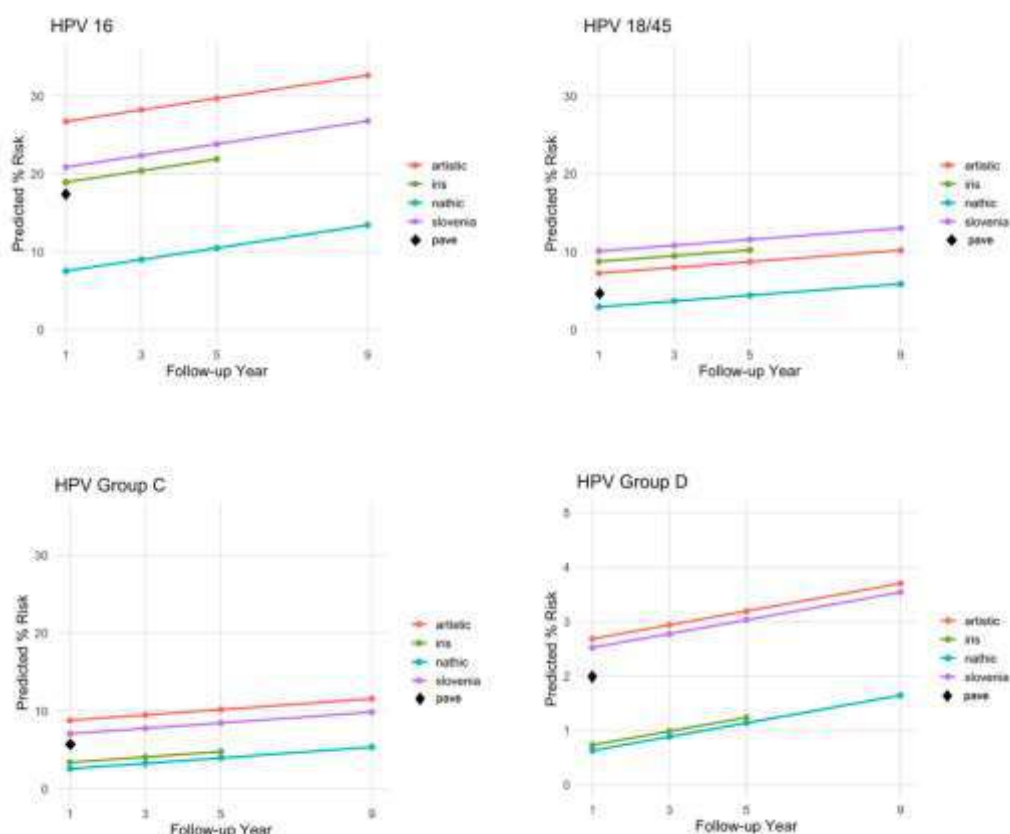 HPV 16
Predicted % Risk
30
20
10
0
1 3 5 9
Follow-up Year
artistic
iris
nathic
slovenia
pave
HPV 18/45
Predicted % Risk
30
20
10
0
1 3 5 9
Follow-up Year
artistic
iris
nathic
slovenia
pave
HPV Group C
Predicted % Risk
30
20
10
0
1 3 5 9
Follow-up Year
artistic
iris
nathic
slovenia
pave
HPV Group D
Predicted % Risk
5
4
3
2
1
0
1 3 5 9
Follow-up Year
artistic
iris
nathic
slovenia
pave